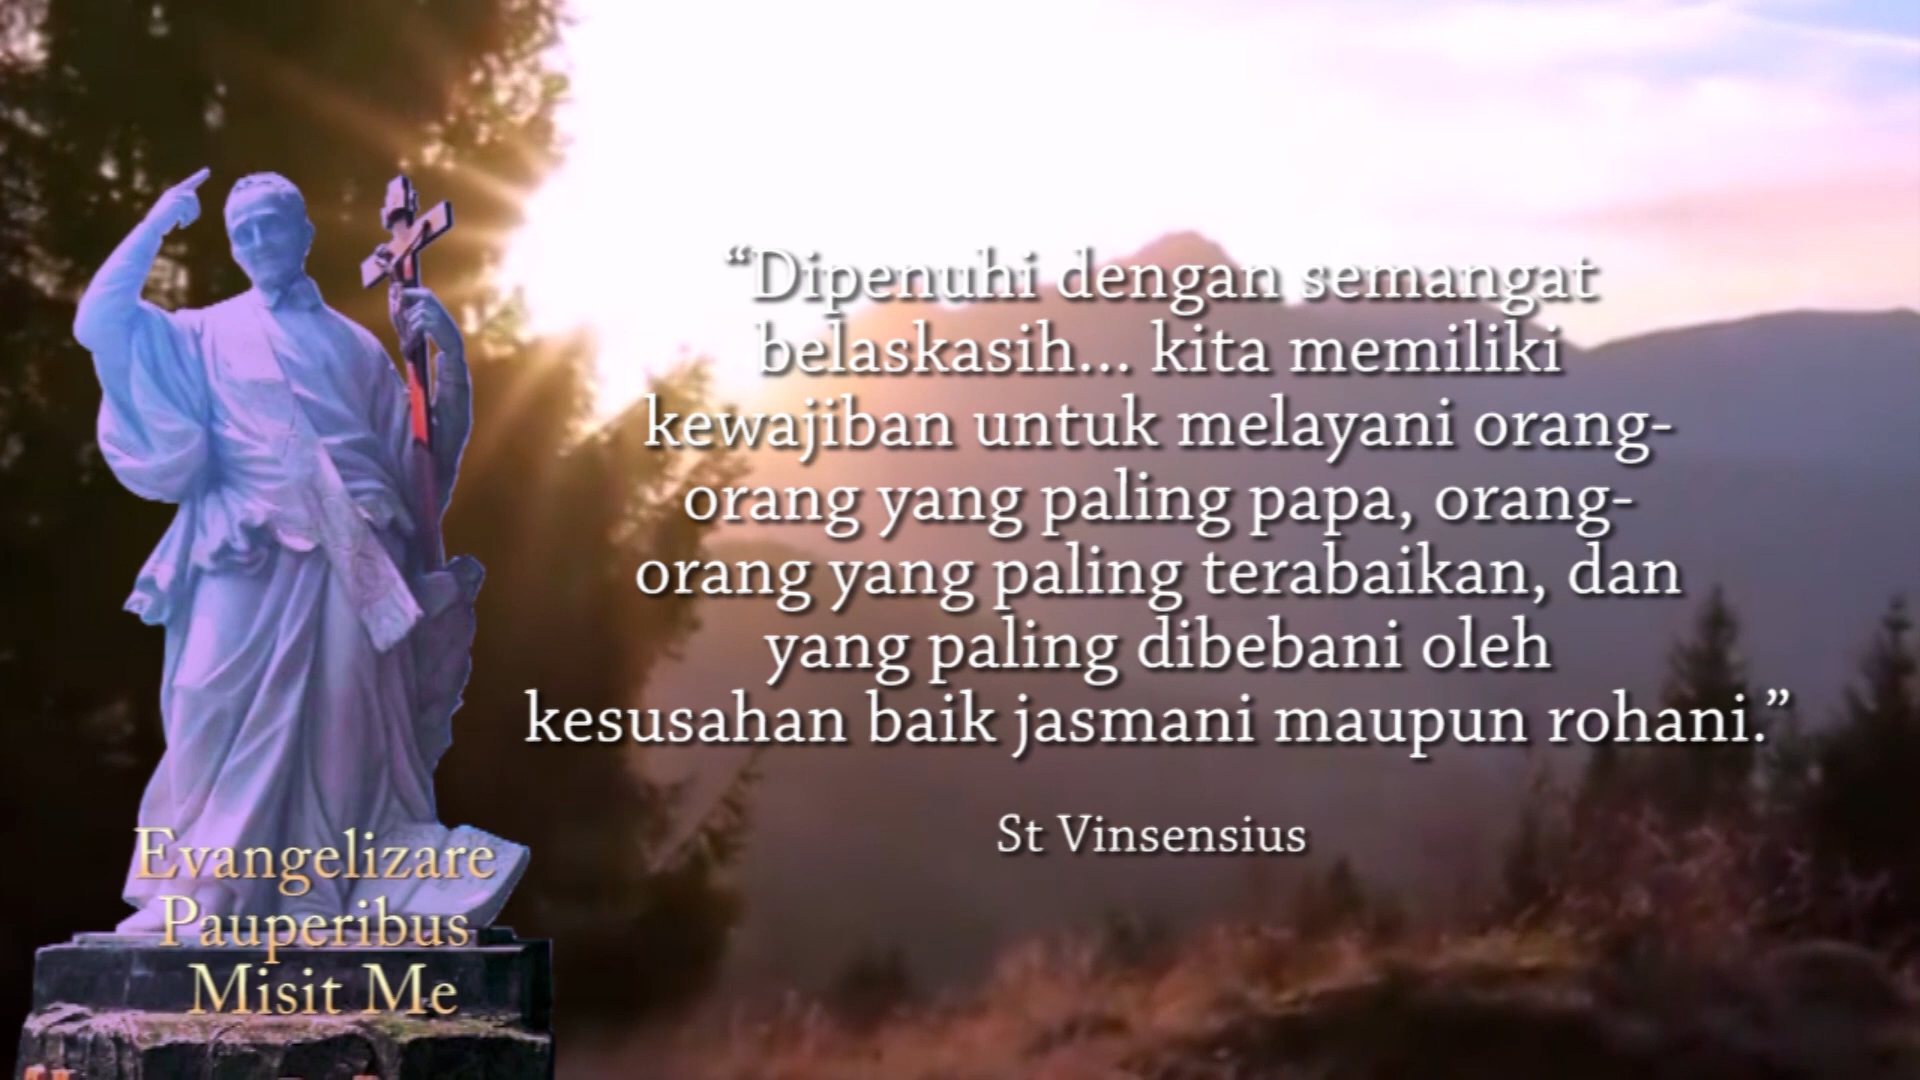 “Dipenuhi dengan semangat
belaskasih... kita memiliki
kewajiban untuk melayani orang-
orang yang paling papa, orang-
orang yang paling terabaikan, dan
yang paling dibebani oleh
kesusahan baik jasmani maupun rohani.”
St Vinsensius
Evangelizare
Pauperibus
Misit Me